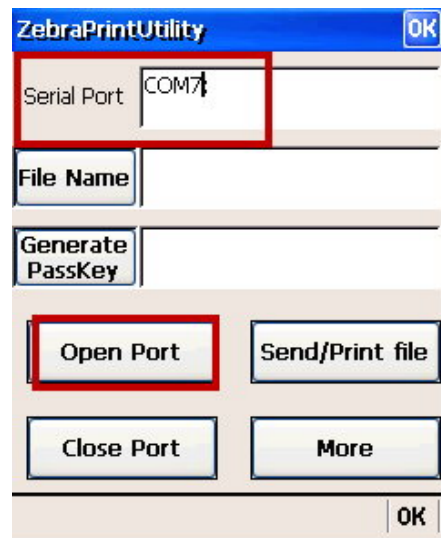 ZebraPrintUtility OK
Serial Port COM7:
File Name
Generate
PassKey
Open Port Send/Print file
Close Port More
OK